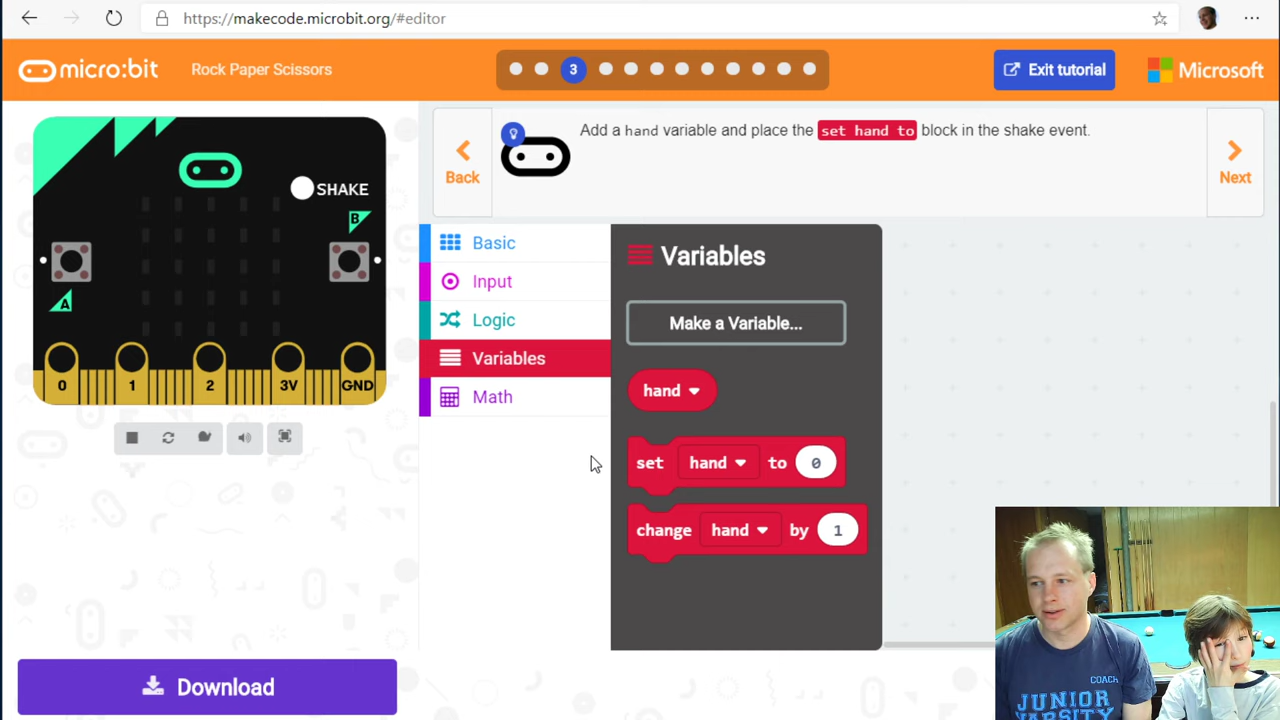 https://makecode.microbit.org/#editor
micro:bit
Rock Paper Scissors
3
Exit tutorial
Microsoft
Back
Add a hand variable and place the set hand to block in the shake event.
Next
SHAKE
B
A
0 1 2 3V GND
Basic
Input
Logic
Variables
Math
Variables
Make a Variable...
hand
set hand to 0
change hand by 1
Download
COACH
JUNIOR
VARSITY